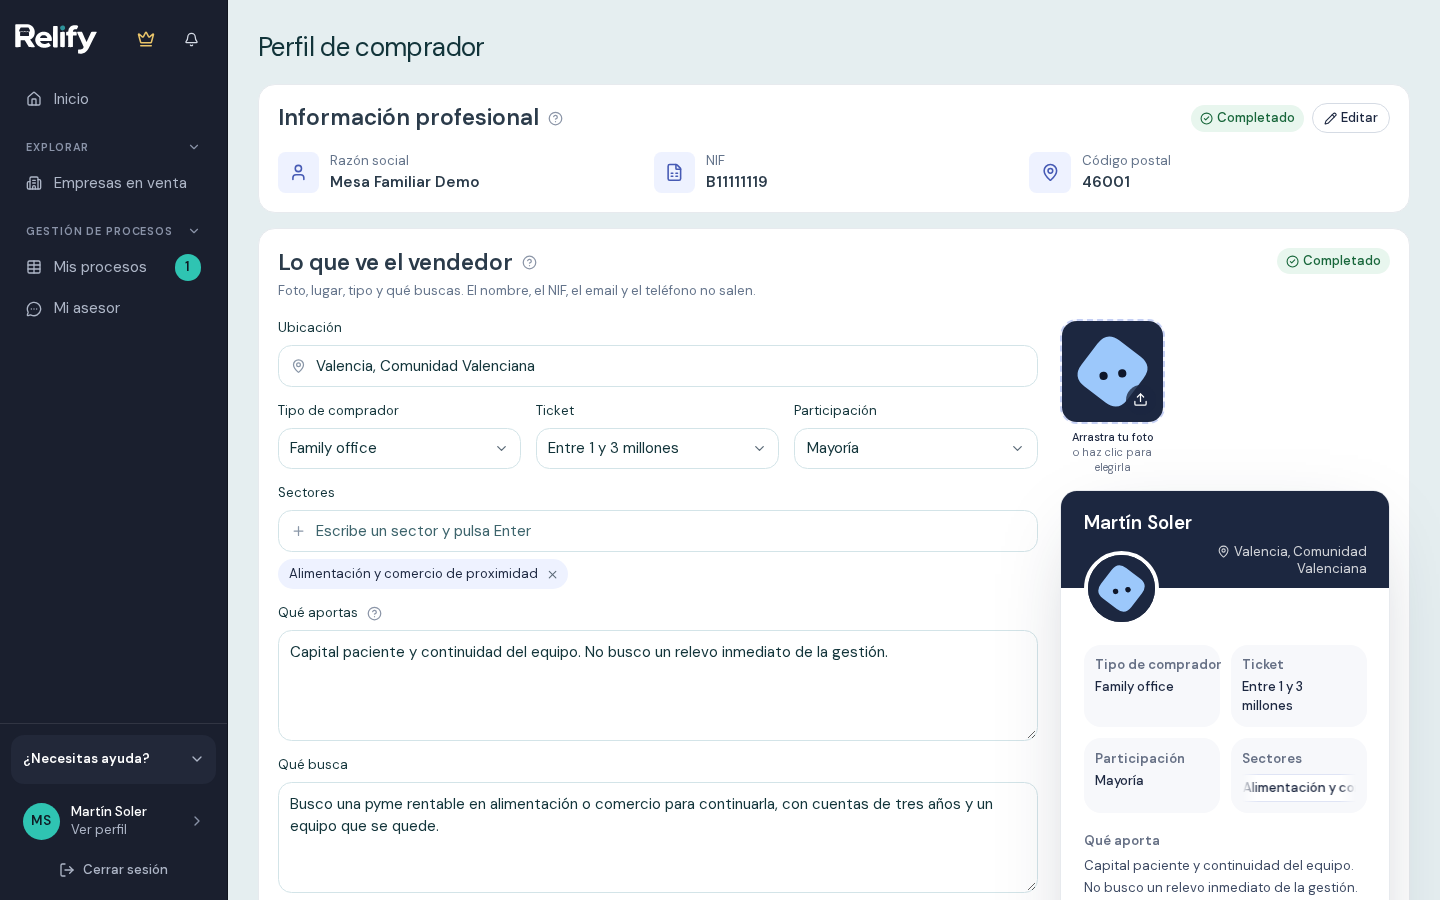 Relify
Inicio
EXPLORAR
Empresas en venta
GESTIÓN DE PROCESOS
Mis procesos
1
Mi asesor
¿Necesitas ayuda?
MS
Martín Soler
Ver perfil
Cerrar sesión
Perfil de comprador
Información profesional
Completado
Editar
Razón social
Mesa Familiar Demo
NIF
B11111119
Código postal
46001
Lo que ve el vendedor
Completado
Foto, lugar, tipo y qué buscas. El nombre, el NIF, el email y el teléfono no salen.
Ubicación
Valencia, Comunidad Valenciana
Tipo de comprador
Family office
Ticket
Entre 1 y 3 millones
Participación
Mayoría
Sectores
Escribe un sector y pulsa Enter
Alimentación y comercio de proximidad
Qué aportas
Capital paciente y continuidad del equipo. No busco un relevo inmediato de la gestión.
Qué busca
Busco una pyme rentable en alimentación o comercio para continuarla, con cuentas de tres años y un
equipo que se quede.
Arrastra tu foto
o haz clic para
elegirla
Martín Soler
Valencia, Comunidad
Valenciana
Tipo de comprador
Family office
Ticket
Entre 1 y 3
millones
Participación
Mayoría
Sectores
Alimentación y co
Qué aporta
Capital paciente y continuidad del equipo.
No busco un relevo inmediato de la gestión.